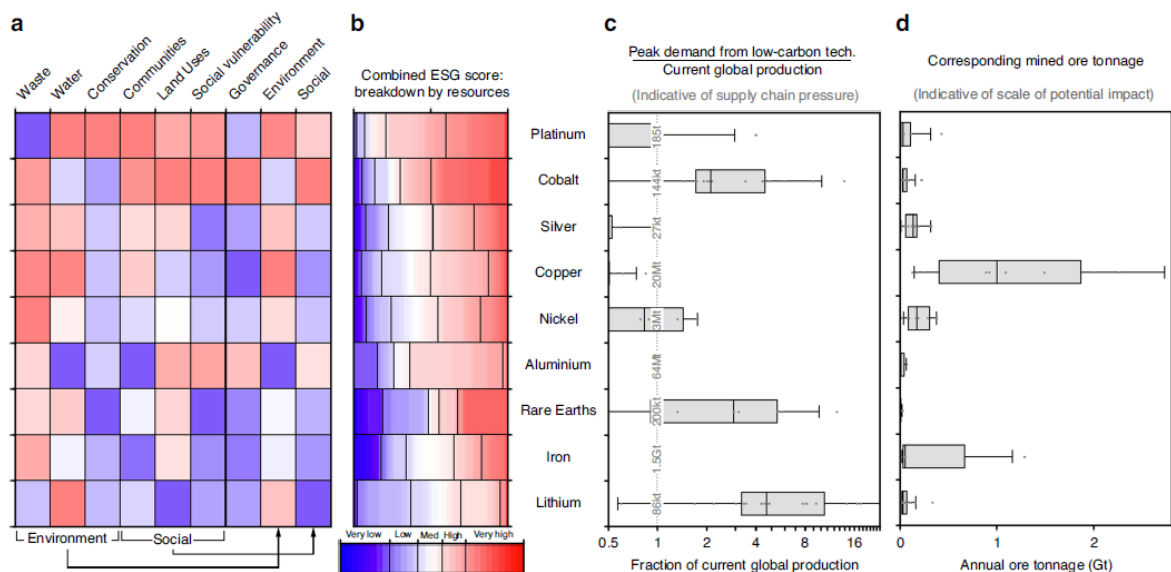 a
Waste
Water
Conservation
Communities
Land Uses
Social vulnerability
Governance
Environment
Social
Environment
Social
b
Combined ESG score:
breakdown by resources
Very low
Low
Med
High
Very high
Platinum
Cobalt
Silver
Copper
Nickel
Aluminium
Rare Earths
Iron
Lithium
c
Peak demand from low-carbon tech.
Current global production
(Indicative of supply chain pressure)
185t
144kt
27kt
20Mt
3Mt
64Mt
200kt
1.5Gt
86kt
0.5 1 2 4 8 16
Fraction of current global production
d
Corresponding mined ore tonnage
(Indicative of scale of potential impact)
0 1 2
Annual ore tonnage (Gt)